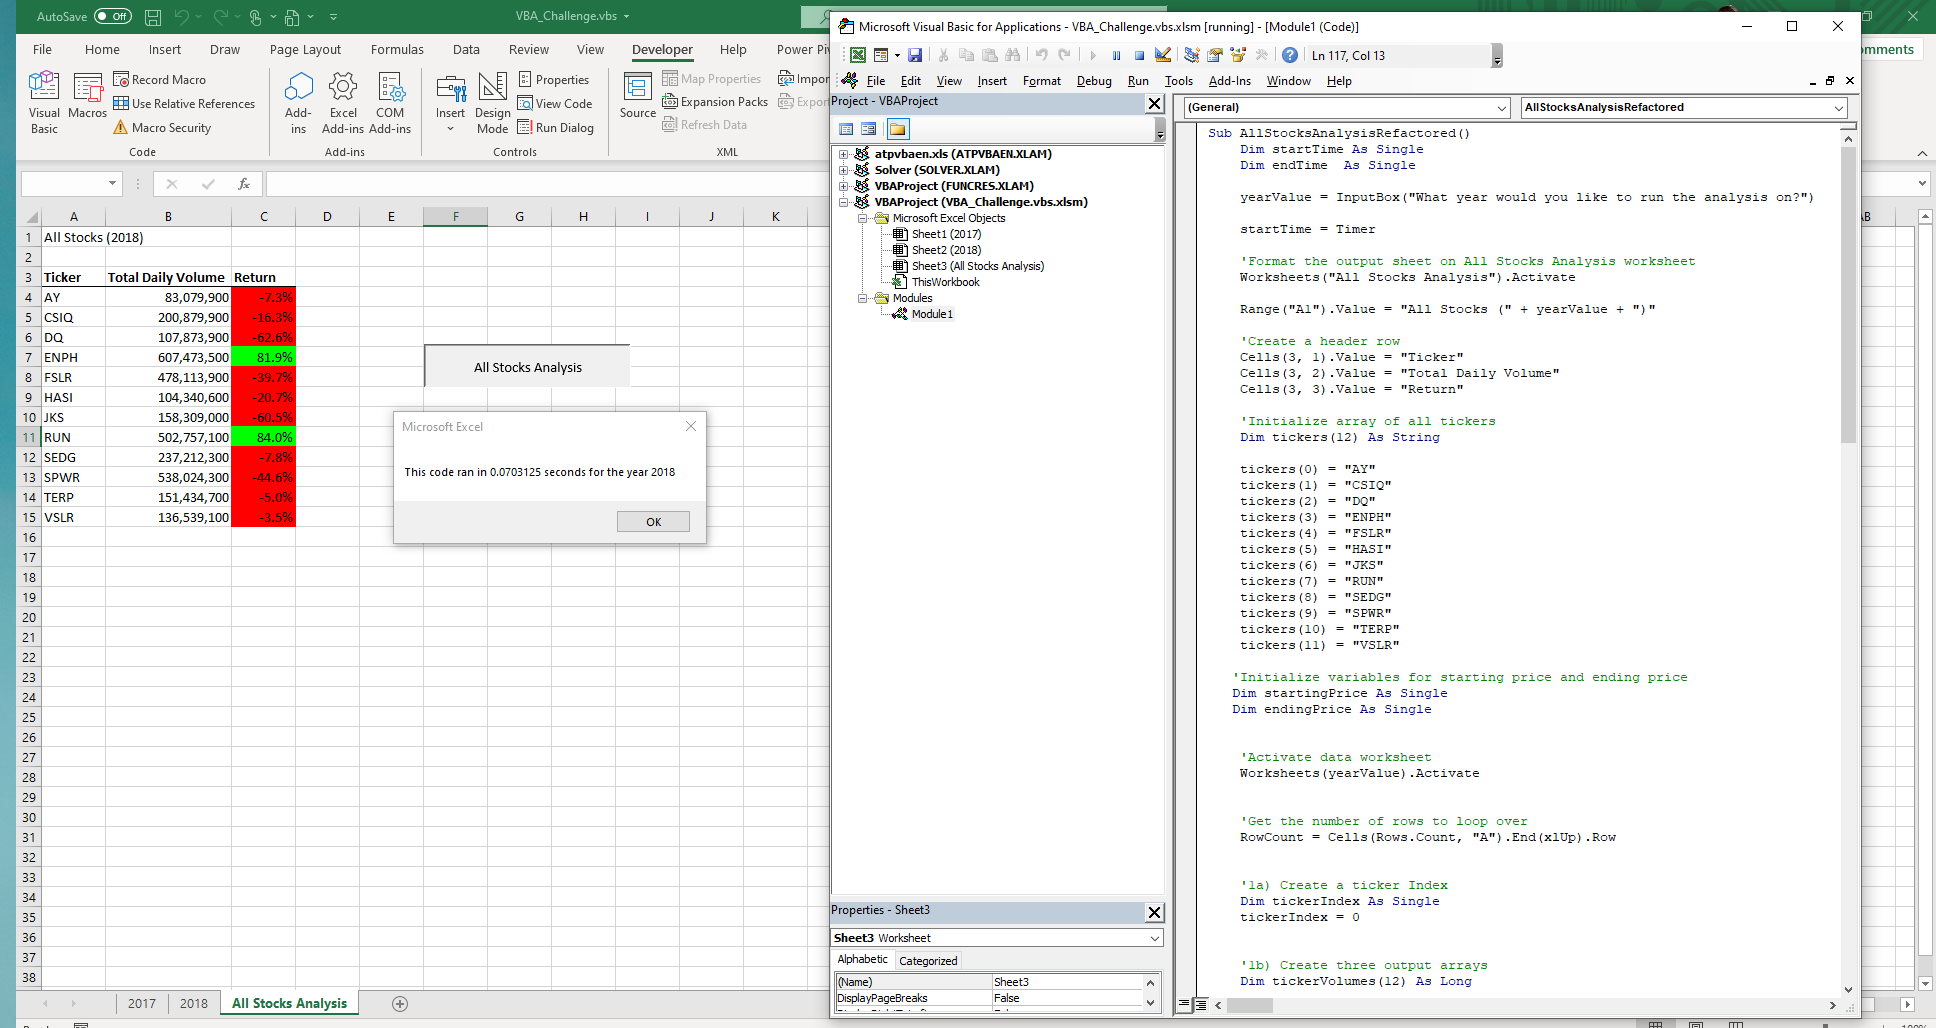 AutoSave Off
VBA_Challenge.vbs
File Home Insert Draw Page Layout Formulas Data Review View Developer Help Power
Visual Basic
Macros
Record Macro
Use Relative References
Macro Security
Code
Add-ins
Excel Add-ins
COM Add-ins
Add-ins
Insert
Design Mode
Properties
View Code
Run Dialog
Controls
Source
Map Properties
Expansion Packs
Refresh Data
XML
fx
A B C D E F G H I J K
1 All Stocks (2018)
2
3 Ticker Total Daily Volume Return
4 AY 83,079,900 -7.3%
5 CSIQ 200,879,900 -16.3%
6 DQ 107,873,900 -62.6%
7 ENPH 607,473,500 81.9%
8 FSLR 478,113,900 -39.7%
9 HASI 104,340,600 -20.7%
10 JKS 158,309,000 -60.5%
11 RUN 502,757,100 84.0%
12 SEDG 237,212,300 -7.8%
13 SPWR 538,024,300 -44.6%
14 TERP 151,434,700 -5.0%
15 VSLR 136,539,100 -3.5%
16
17
18
19
20
21
22
23
24
25
26
27
28
29
30
31
32
33
34
35
36
37
38
All Stocks Analysis
Microsoft Excel
This code ran in 0.0703125 seconds for the year 2018
OK
2017 2018 All Stocks Analysis
Microsoft Visual Basic for Applications - VBA_Challenge.vbs.xlsm [running] - [Module1 (Code)]
Ln 117, Col 13
File Edit View Insert Format Debug Run Tools Add-Ins Window Help
Project - VBAProject
atpvbaen.xls (ATPVBAEN.XLAM)
Solver (SOLVER.XLAM)
VBAProject (FUNCRES.XLAM)
VBAProject (VBA_Challenge.vbs.xlsm)
Microsoft Excel Objects
Sheet1 (2017)
Sheet2 (2018)
Sheet3 (All Stocks Analysis)
ThisWorkbook
Modules
Module1
Properties - Sheet3
Sheet3 Worksheet
Alphabetic Categorized
(Name) Sheet3
DisplayPageBreaks False
(General)
AllStocksAnalysisRefactored
Sub AllStocksAnalysisRefactored()
Dim startTime As Single
Dim endTime  As Single
yearValue = InputBox("What year would you like to run the analysis on?")
startTime = Timer
'Format the output sheet on All Stocks Analysis worksheet
Worksheets("All Stocks Analysis").Activate
Range("A1").Value = "All Stocks (" + yearValue + ")"
'Create a header row
Cells(3, 1).Value = "Ticker"
Cells(3, 2).Value = "Total Daily Volume"
Cells(3, 3).Value = "Return"
'Initialize array of all tickers
Dim tickers(12) As String
tickers(0) = "AY"
tickers(1) = "CSIQ"
tickers(2) = "DQ"
tickers(3) = "ENPH"
tickers(4) = "FSLR"
tickers(5) = "HASI"
tickers(6) = "JKS"
tickers(7) = "RUN"
tickers(8) = "SEDG"
tickers(9) = "SPWR"
tickers(10) = "TERP"
tickers(11) = "VSLR"
'Initialize variables for starting price and ending price
Dim startingPrice As Single
Dim endingPrice As Single
'Activate data worksheet
Worksheets(yearValue).Activate
'Get the number of rows to loop over
RowCount = Cells(Rows.Count, "A").End(xlUp).Row
'1a) Create a ticker Index
Dim tickerIndex As Single
tickerIndex = 0
'1b) Create three output arrays
Dim tickerVolumes(12) As Long